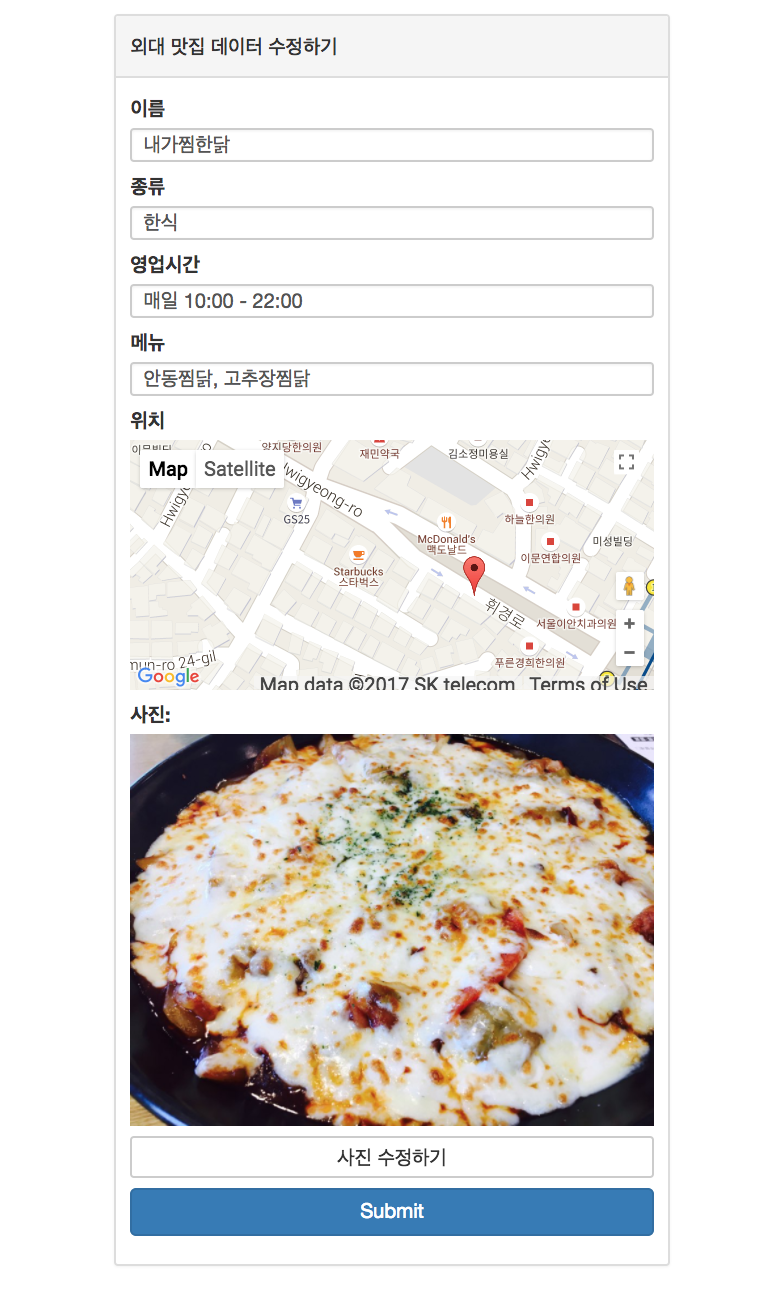 외대 맛집 데이터 수정하기
이름
내가찜한닭
종류
한식
영업시간
매일 10:00 - 22:00
메뉴
안동찜닭, 고추장찜닭
위치
이문빌딩
양지당한의원
재민약국
김소정미용실
Map
Satellite
Hwigyeong-ro
GS25
하늘한의원
McDonald's
맥도날드
미성빌딩
이문연합의원
Starbucks
스타벅스
휘경로
서울이안치과의원
푸른경희한의원
mun-ro 24-gil
Google
Map data ©2017 SK telecom
Terms of Use
사진:
사진 수정하기
Submit